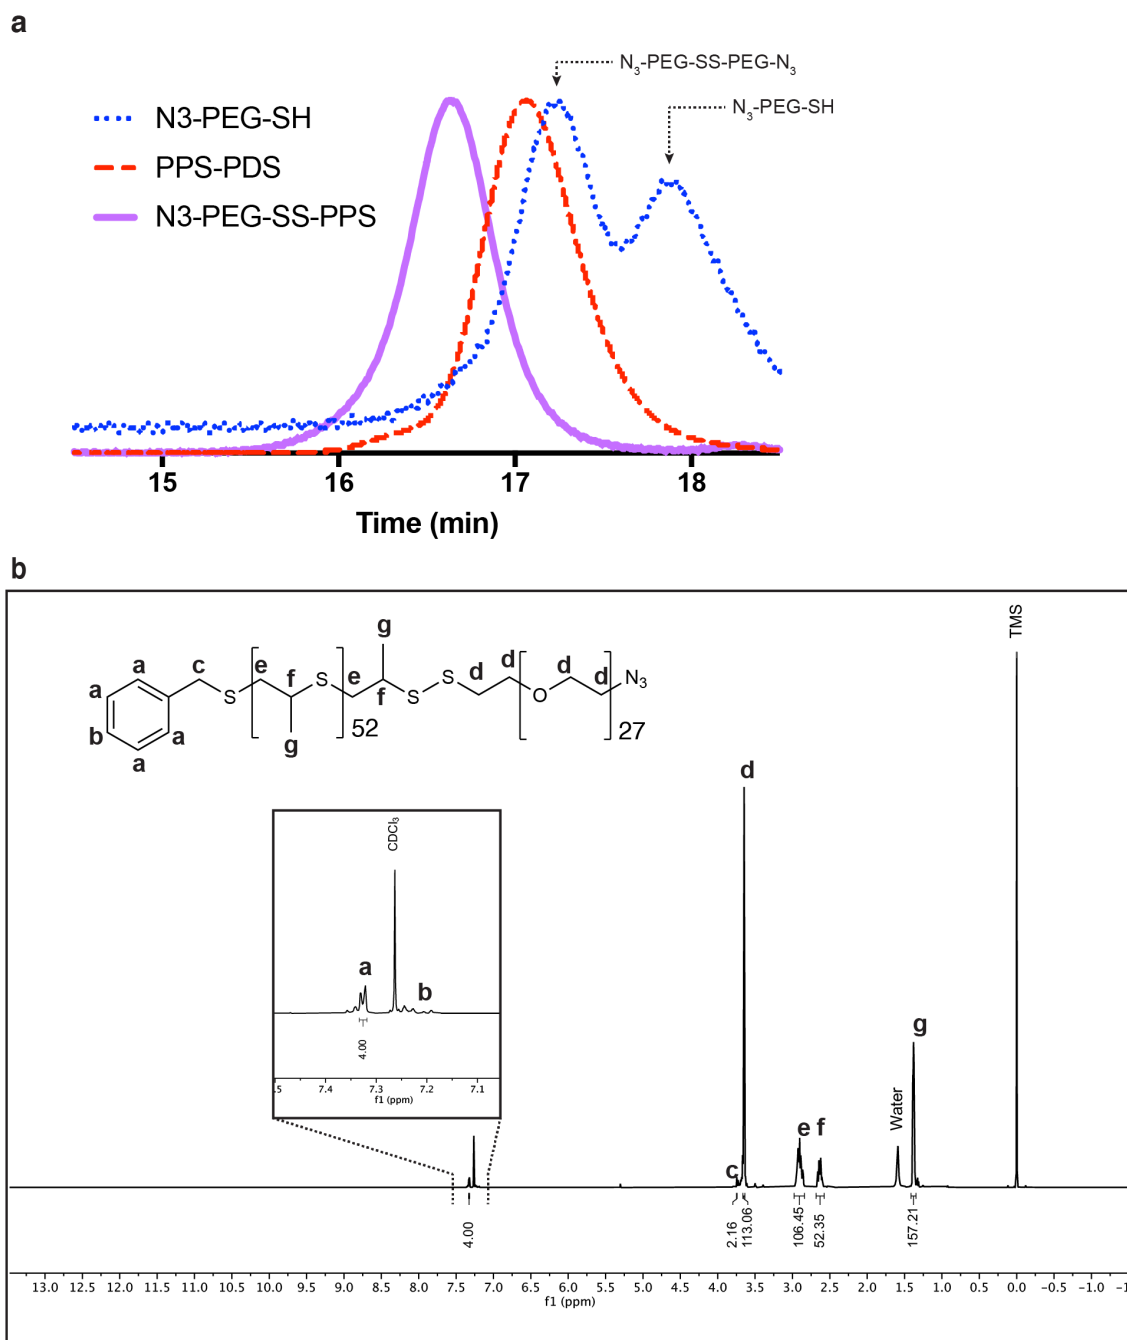 a
N₃-PEG-SS-PEG-N₃
N₃-PEG-SH
N3-PEG-SH
PPS-PDS
N3-PEG-SS-PPS
15 16 17 18
Time (min)
b
TMS
g
a c e f S e f S S d d O d d N₃
a S
b a 52 27
a g
d
CDCl₃
a
b
4.00
.5 7.4 7.3 7.2 7.1
f1 (ppm)
g
Water
e f
c
4.00 2.16 113.06 106.45 52.35 157.21
13.0 12.5 12.0 11.5 11.0 10.5 10.0 9.5 9.0 8.5 8.0 7.5 7.0 6.5 6.0 5.5 5.0 4.5 4.0 3.5 3.0 2.5 2.0 1.5 1.0 0.5 0.0 -0.5 -1.0 -1
f1 (ppm)